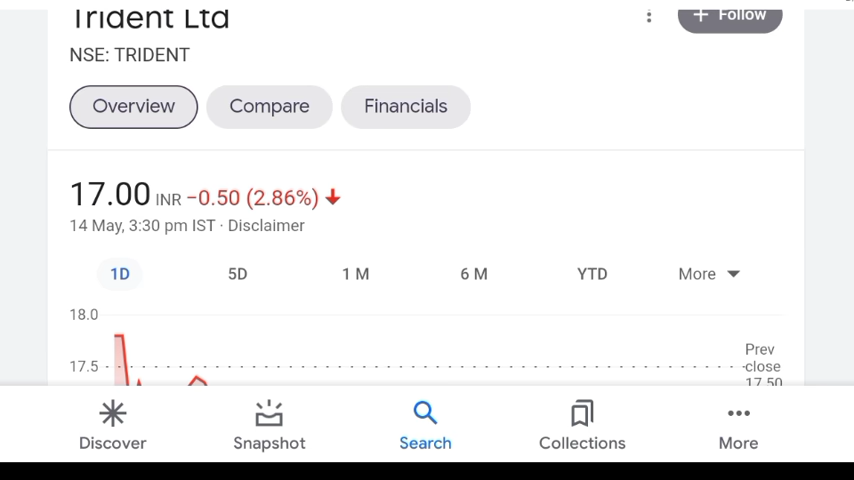 Trident Ltd
+ Follow
NSE: TRIDENT
Overview Compare Financials
17.00 INR −0.50 (2.86%)
14 May, 3:30 pm IST · Disclaimer
1D 5D 1 M 6 M YTD More
18.0
Prev
17.5 close
17.50
Discover Snapshot Search Collections More